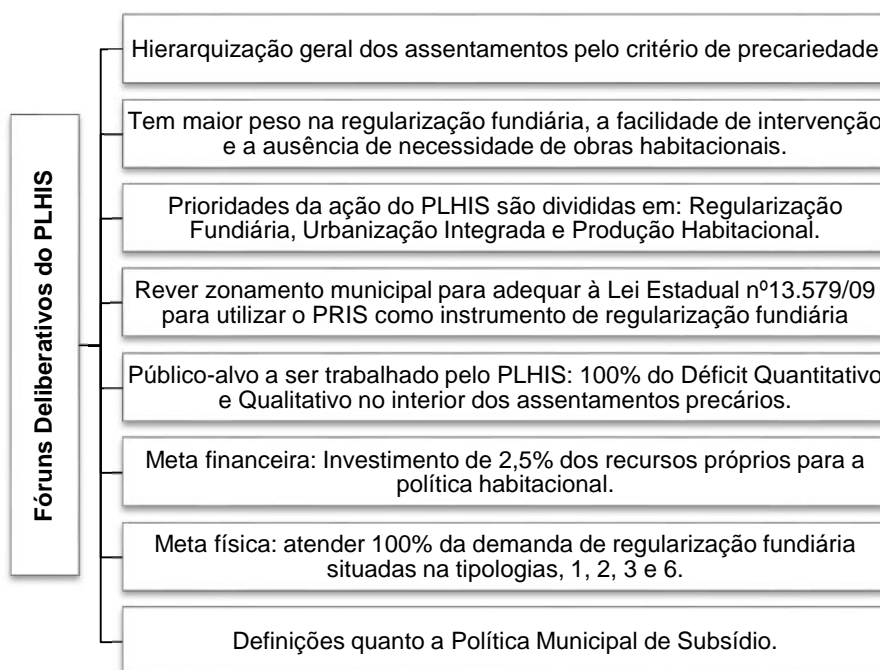 Fóruns Deliberativos do PLHIS
Hierarquização geral dos assentamentos pelo critério de precariedade
Tem maior peso na regularização fundiária, a facilidade de intervenção
e a ausência de necessidade de obras habitacionais.
Prioridades da ação do PLHIS são divididas em: Regularização
Fundiária, Urbanização Integrada e Produção Habitacional.
Rever zonamento municipal para adequar à Lei Estadual nº13.579/09
para utilizar o PRIS como instrumento de regularização fundiária
Público-alvo a ser trabalhado pelo PLHIS: 100% do Déficit Quantitativo
e Qualitativo no interior dos assentamentos precários.
Meta financeira: Investimento de 2,5% dos recursos próprios para a
política habitacional.
Meta física: atender 100% da demanda de regularização fundiária
situadas na tipologias, 1, 2, 3 e 6.
Definições quanto a Política Municipal de Subsídio.